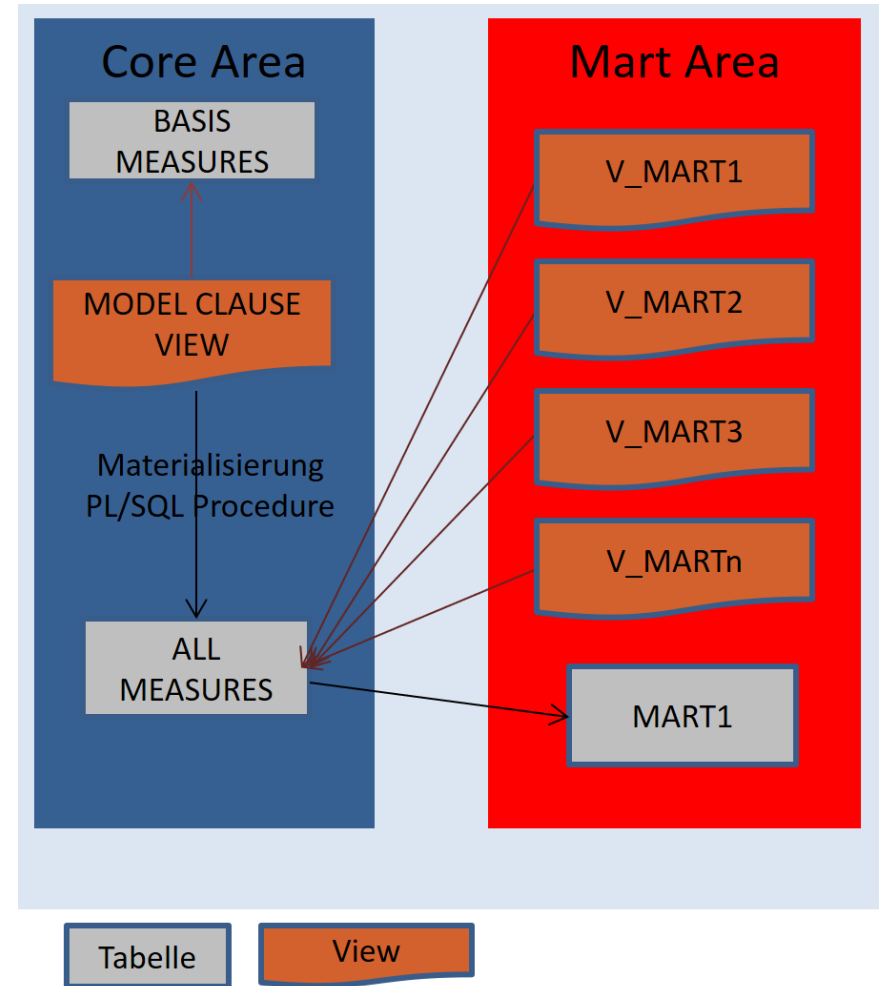 Core Area
BASIS
MEASURES
MODEL CLAUSE
VIEW
Materialisierung
PL/SQL Procedure
ALL
MEASURES
Mart Area
V_MART1
V_MART2
V_MART3
V_MARTn
MART1
Tabelle
View